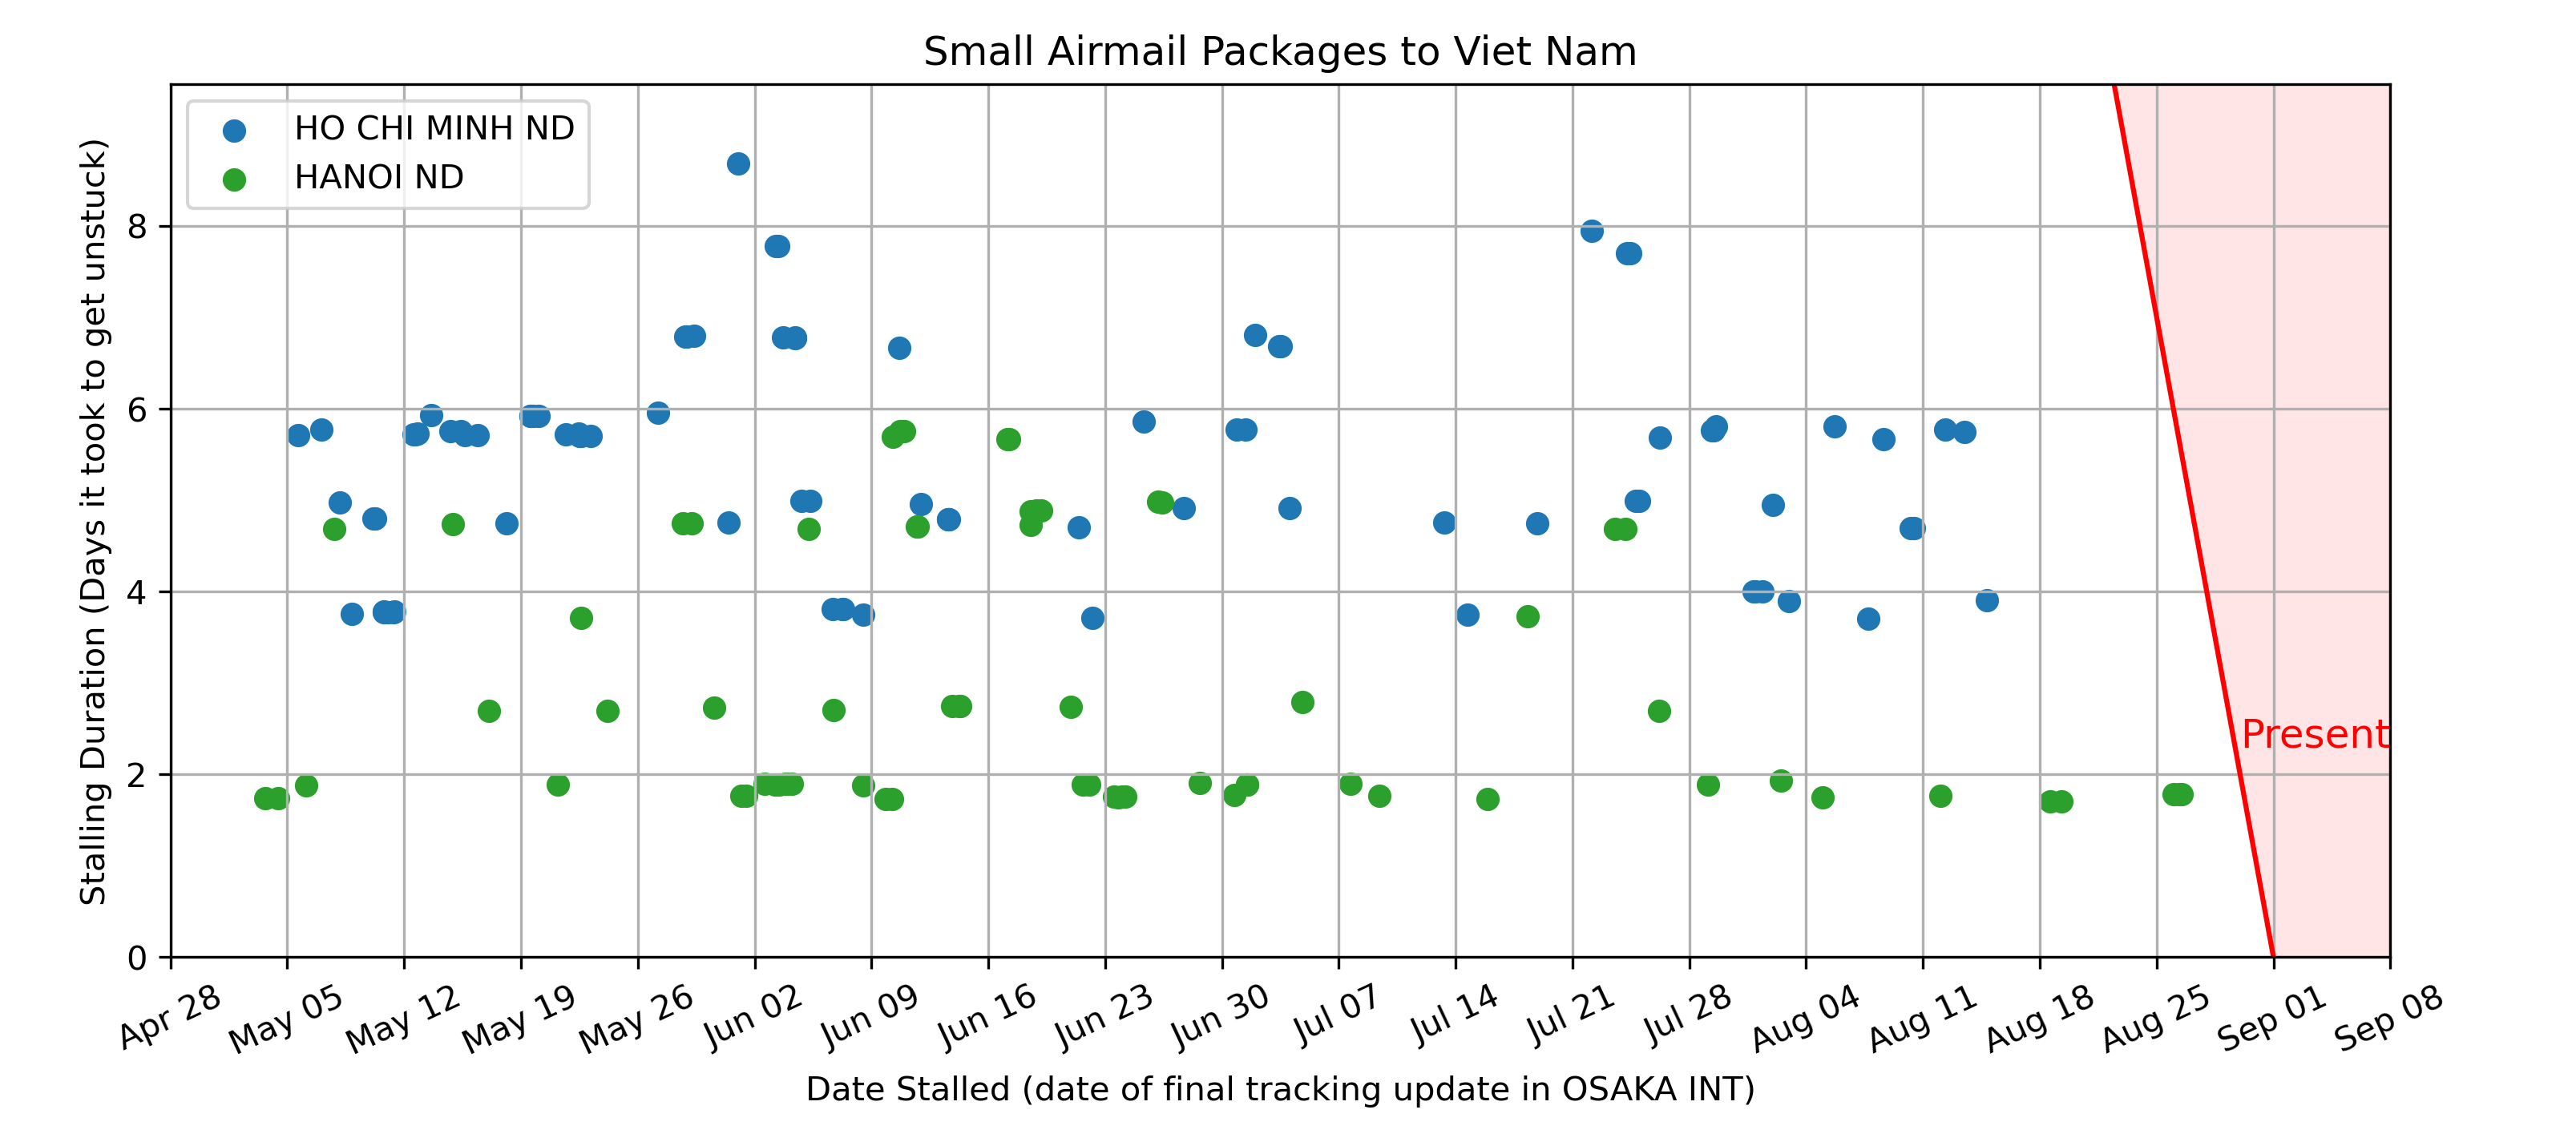 Small Airmail Packages to Viet Nam
HO CHI MINH ND
HANOI ND
Stalling Duration (Days it took to get unstuck)
8
6
4
2
0
Present
Apr 28
May 05
May 12
May 19
May 26
Jun 02
Jun 09
Jun 16
Jun 23
Jun 30
Jul 07
Jul 14
Jul 21
Jul 28
Aug 04
Aug 11
Aug 18
Aug 25
Sep 01
Sep 08
Date Stalled (date of final tracking update in OSAKA INT)